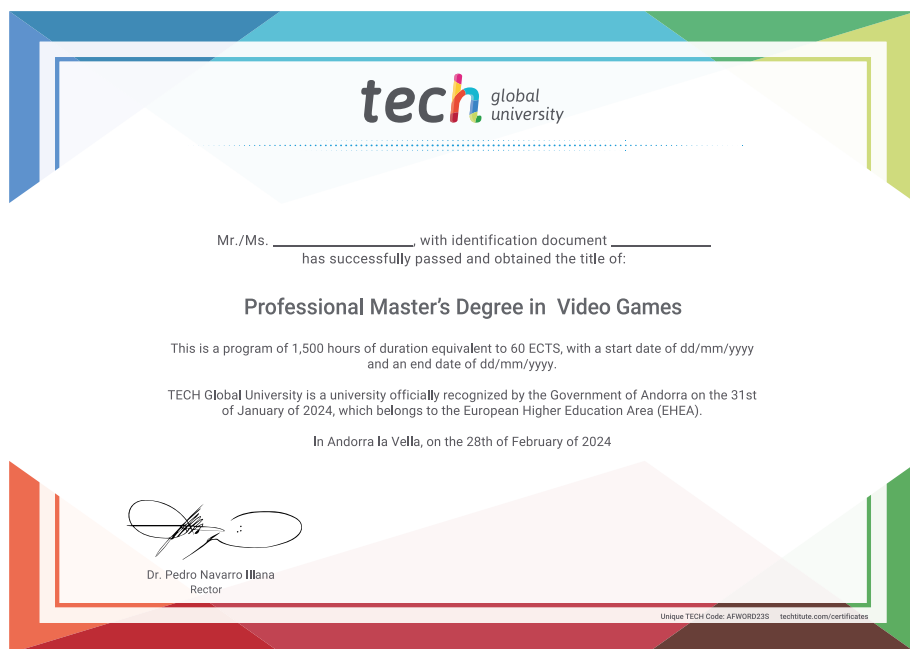 tech global
university
Mr./Ms. ____________________, with identification document ______________
has successfully passed and obtained the title of:
Professional Master's Degree in Video Games
This is a program of 1,500 hours of duration equivalent to 60 ECTS, with a start date of dd/mm/yyyy
and an end date of dd/mm/yyyy.
TECH Global University is a university officially recognized by the Government of Andorra on the 31st
of January of 2024, which belongs to the European Higher Education Area (EHEA).
In Andorra la Vella, on the 28th of February of 2024
Dr. Pedro Navarro Illana
Rector
Unique TECH Code: AFWORD23S techtitute.com/certificates